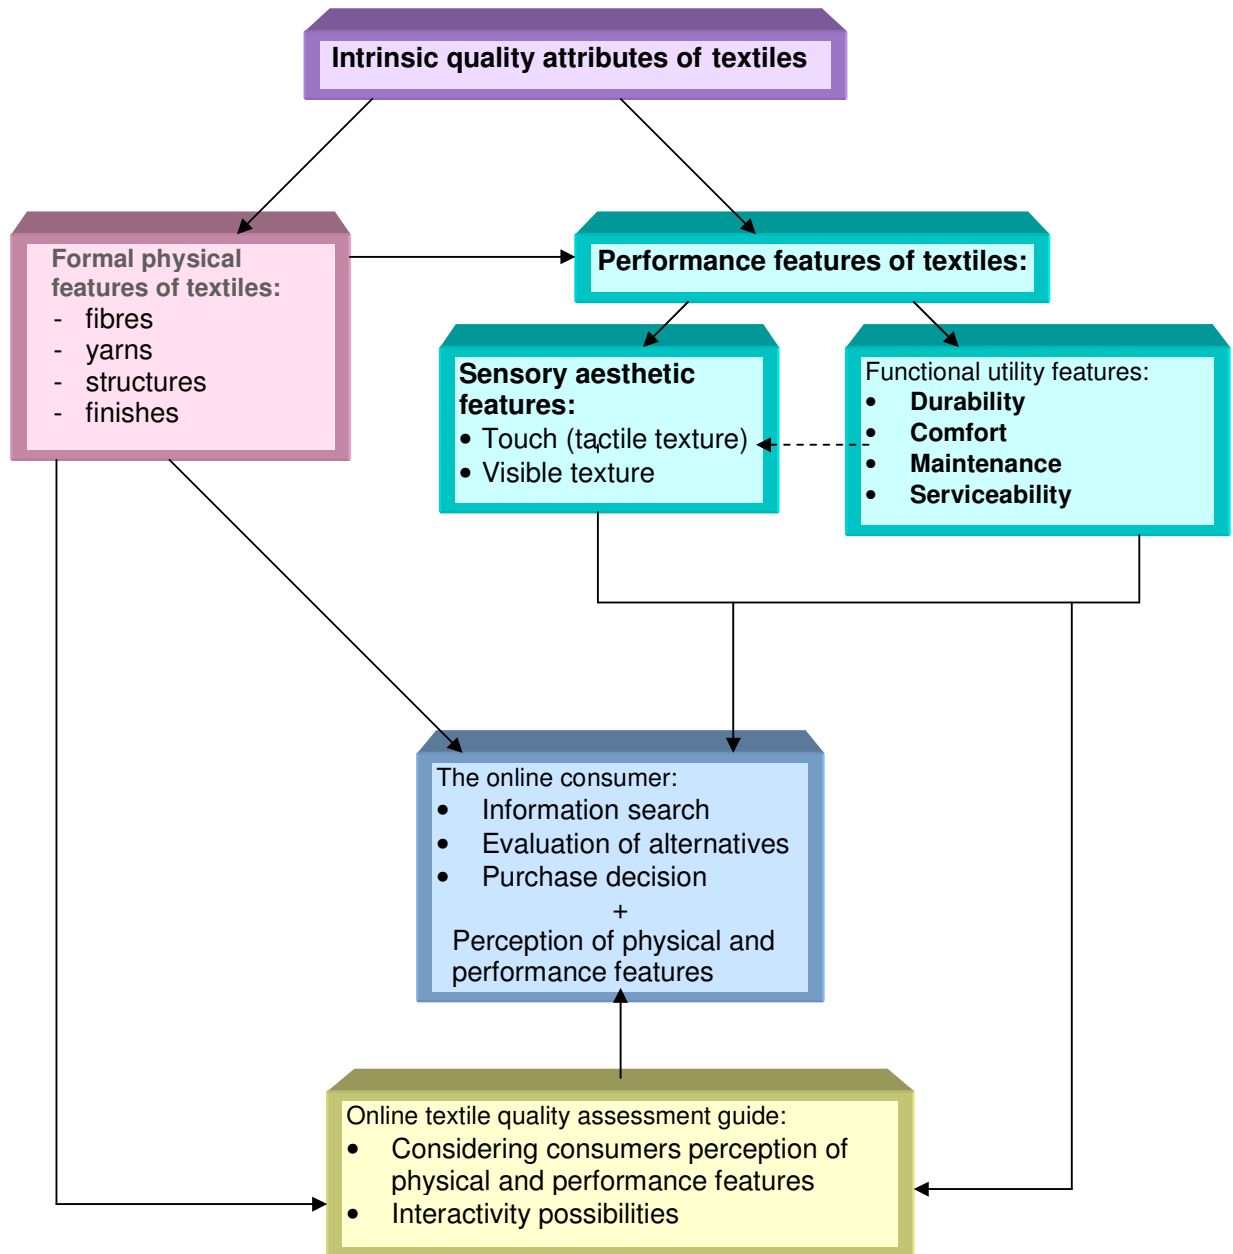 Intrinsic quality attributes of textiles
Formal physical
features of textiles:
- fibres
- yarns
- structures
- finishes
Performance features of textiles:
Sensory aesthetic
features:
• Touch (tactile texture)
• Visible texture
Functional utility features:
• Durability
• Comfort
• Maintenance
• Serviceability
The online consumer:
• Information search
• Evaluation of alternatives
• Purchase decision
+
Perception of physical and
performance features
Online textile quality assessment guide:
• Considering consumers perception of
physical and performance features
• Interactivity possibilities